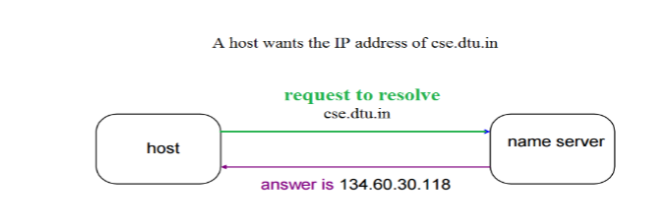 A host wants the IP address of cse.dtu.in
request to resolve
cse.dtu.in
host
name server
answer is 134.60.30.118